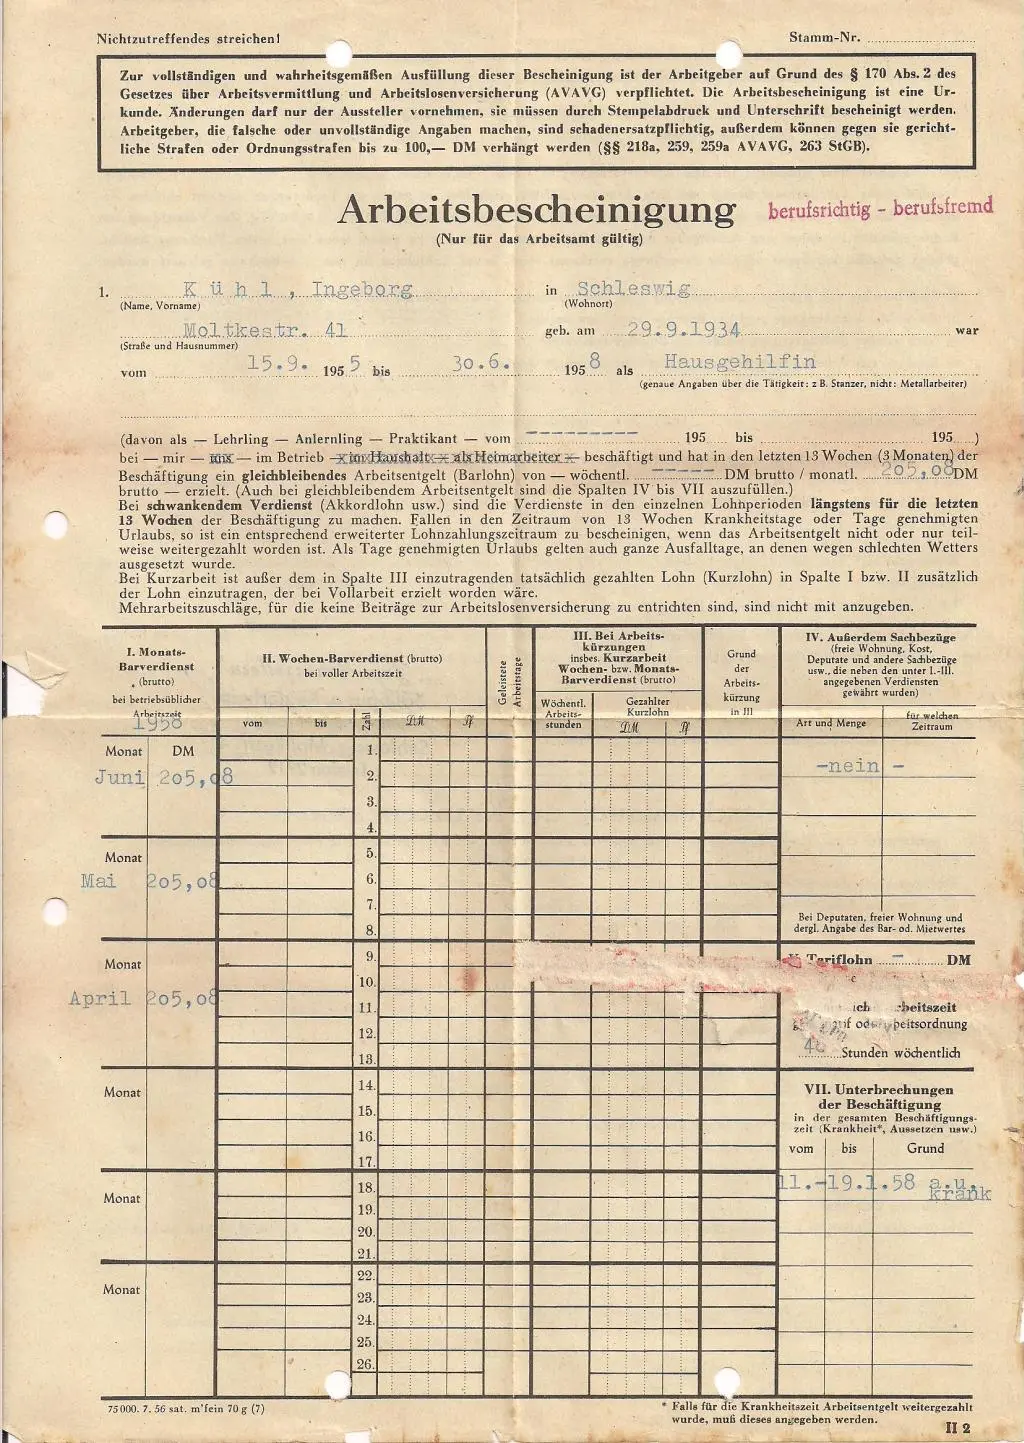 Nichtzutreffendes streichen!
Stamm-Nr.
Zur vollständigen und wahrheitsgemäßen Ausfüllung dieser Bescheinigung ist der Arbeitgeber auf Grund des § 170 Abs. 2 des
Gesetzes über Arbeitsvermittlung und Arbeitslosenversicherung (AVAVG) verpflichtet. Die Arbeitsbescheinigung ist eine Ur-
kunde. Änderungen darf nur der Aussteller vornehmen, sie müssen durch Stempelabdruck und Unterschrift bescheinigt werden.
Arbeitgeber, die falsche oder unvollständige Angaben machen, sind schadenersatzpflichtig, außerdem können gegen sie gericht-
liche Strafen oder Ordnungsstrafen bis zu 100,— DM verhängt werden (§§ 218a, 259, 259a AVAVG, 263 StGB).
Arbeitsbescheinigung
berufsrichtig - berufsfremd
(Nur für das Arbeitsamt gültig)
1. K ü h l , Ingeborg in Schleswig
(Name, Vorname) (Wohnort)
Moltkestr. 41 geb. am 29.9.1934 war
(Straße und Hausnummer)
vom 15.9. 1955 bis 30.6. 1958 als Hausgehilfin
(genaue Angaben über die Tätigkeit: z B. Stanzer, nicht: Metallarbeiter)
(davon als — Lehrling — Anlernling — Praktikant — vom --------- 195 bis 195 )
bei — mir — — im Betrieb — im Haushalt — als Heimarbeiter — beschäftigt und hat in den letzten 13 Wochen (3 Monaten) der
Beschäftigung ein gleichbleibendes Arbeitsentgelt (Barlohn) von — wöchentl. ----- DM brutto / monatl. 205,08 DM
brutto — erzielt. (Auch bei gleichbleibendem Arbeitsentgelt sind die Spalten IV bis VII auszufüllen.)
Bei schwankendem Verdienst (Akkordlohn usw.) sind die Verdienste in den einzelnen Lohnperioden längstens für die letzten
13 Wochen der Beschäftigung zu machen. Fallen in den Zeitraum von 13 Wochen Krankheitstage oder Tage genehmigten
Urlaubs, so ist ein entsprechend erweiterter Lohnzahlungszeitraum zu bescheinigen, wenn das Arbeitsentgelt nicht oder nur teil-
weise weitergezahlt worden ist. Als Tage genehmigten Urlaubs gelten auch ganze Ausfalltage, an denen wegen schlechten Wetters
ausgesetzt wurde.
Bei Kurzarbeit ist außer dem in Spalte III einzutragenden tatsächlich gezahlten Lohn (Kurzlohn) in Spalte I bzw. II zusätzlich
der Lohn einzutragen, der bei Vollarbeit erzielt worden wäre.
Mehrarbeitszuschläge, für die keine Beiträge zur Arbeitslosenversicherung zu entrichten sind, sind nicht mit anzugeben.
I. Monats-
Barverdienst
(brutto)
bei betriebsüblicher
Arbeitszeit
1958
II. Wochen-Barverdienst (brutto)
bei voller Arbeitszeit
vom bis Zahl DM Pf
Geleistete
Arbeitstage
III. Bei Arbeits-
kürzungen
insbes. Kurzarbeit
Wochen- bzw. Monats-
Barverdienst (brutto)
Wöchentl.
Arbeits-
stunden
Gezahlter
Kurzlohn
DM Pf
Grund
der
Arbeits-
kürzung
in III
IV. Außerdem Sachbezüge
(freie Wohnung, Kost,
Deputate und andere Sachbezüge
usw., die neben den unter I.-III.
angegebenen Verdiensten
gewährt wurden)
Art und Menge
für welchen
Zeitraum
Monat DM
Juni 205,08
1.
2.
3.
4.
-nein -
Monat
Mai 205,08
5.
6.
7.
8.
Bei Deputaten, freier Wohnung und
dergl. Angabe des Bar- od. Mietwertes
Monat
April 205,08
9.
10.
11.
12.
13.
Tariflohn - DM
Stunden wöchentlich
Monat
14.
15.
16.
17.
VII. Unterbrechungen
der Beschäftigung
in der gesamten Beschäftigungs-
zeit (Krankheit*, Aussetzen usw.)
vom bis Grund
11.-19.1.58 a.u.
krank
Monat
18.
19.
20.
21.
Monat
22.
23.
24.
25.
26.
75000. 7. 56 sat. m'fein 70 g (7)
* Falls für die Krankheitszeit Arbeitsentgelt weitergezahlt
wurde, muß dieses angegeben werden.
II 2